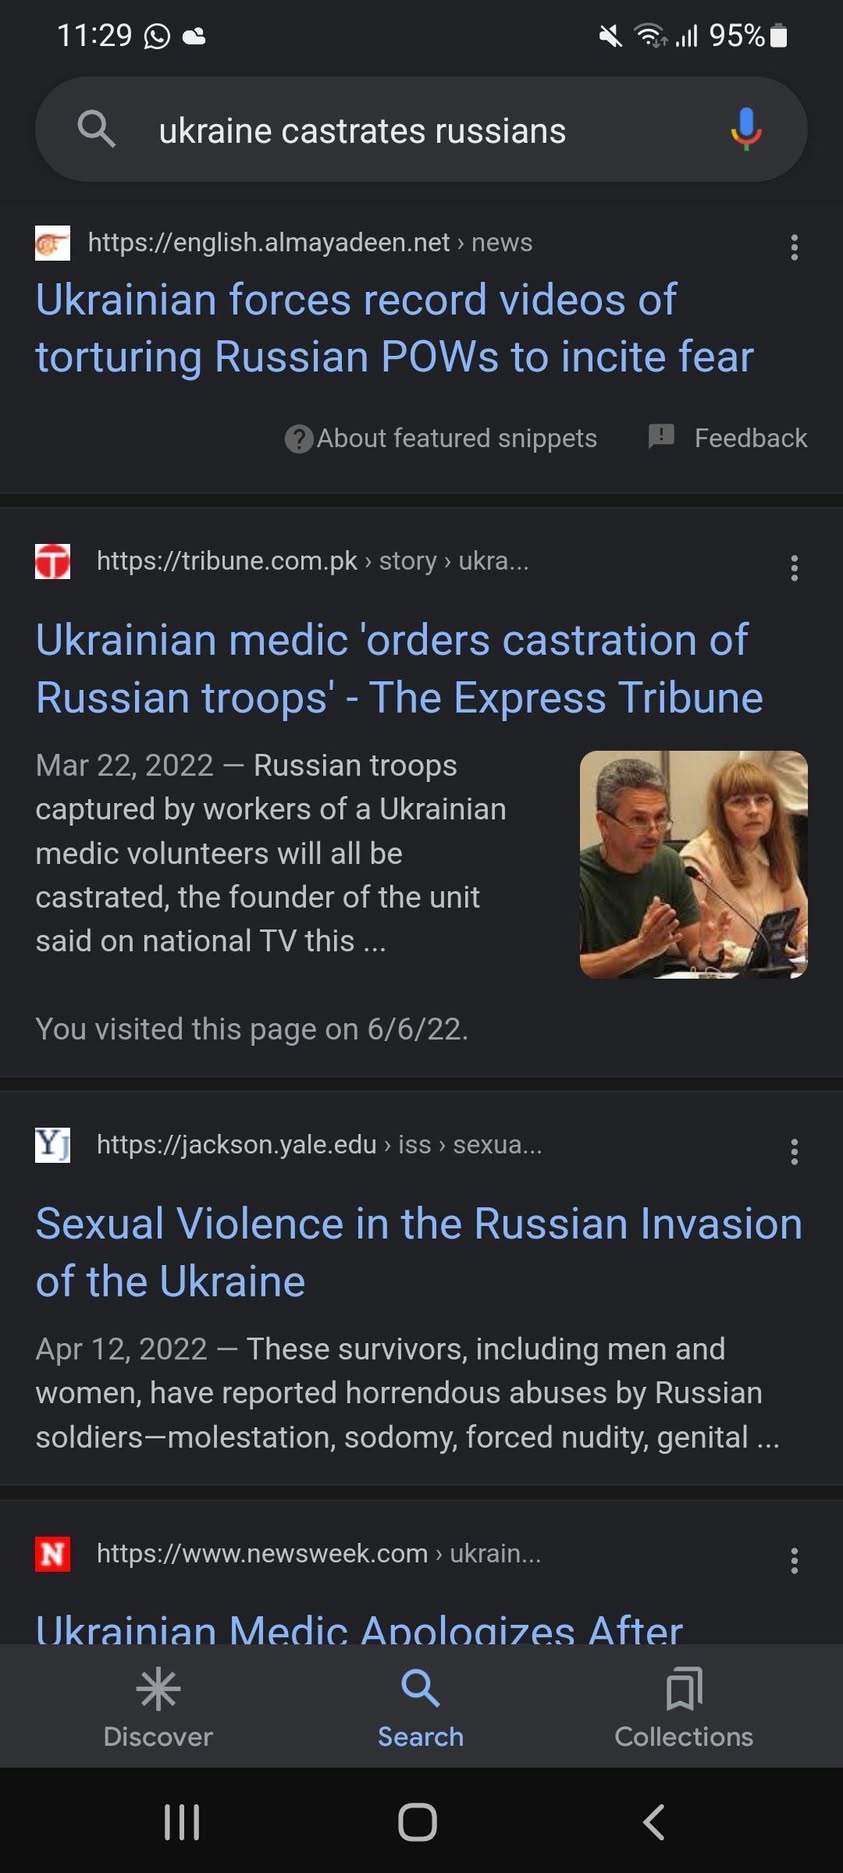 11:29
95%
ukraine castrates russians
https://english.almayadeen.net › news
Ukrainian forces record videos of
torturing Russian POWs to incite fear
About featured snippets
Feedback
https://tribune.com.pk › story › ukra...
Ukrainian medic 'orders castration of
Russian troops' - The Express Tribune
Mar 22, 2022 — Russian troops
captured by workers of a Ukrainian
medic volunteers will all be
castrated, the founder of the unit
said on national TV this ...
You visited this page on 6/6/22.
https://jackson.yale.edu › iss › sexua...
Sexual Violence in the Russian Invasion
of the Ukraine
Apr 12, 2022 — These survivors, including men and
women, have reported horrendous abuses by Russian
soldiers—molestation, sodomy, forced nudity, genital ...
https://www.newsweek.com › ukrain...
Ukrainian Medic Apologizes After
Discover
Search
Collections